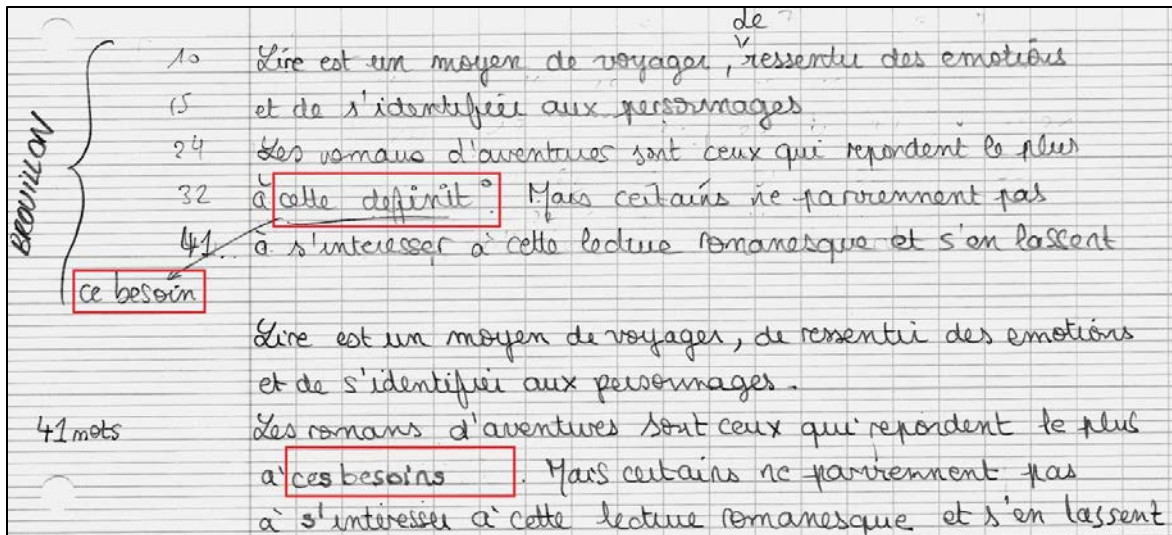 BROUILLON
de
10 Lire est un moyen de voyager, ressentir des emotions
15 et de s'identifier aux personnages.
24 Les romans d'aventures sont ceux qui repondent le plus
32 à cette definit°. Mais certains ne parviennent pas
41 à s'interesser à cette lecture romanesque et s'en lassent
ce besoin
Lire est un moyen de voyager, de ressentir des emotions
et de s'identifier aux personnages.
41 mots Les romans d'aventures sont ceux qui repondent le plus
à ces besoins. Mais certains ne parviennent pas
à s'intéresser à cette lecture romanesque et s'en lassent